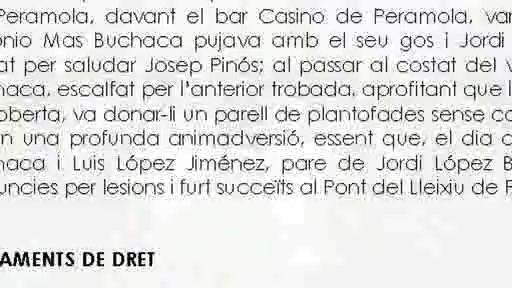 Peramola, davant el bar Casino de Peramola, va
onio Mas Buchaca pujava amb el seu gos i Jordi
at per saludar Josep Pinós; al passar al costat del v
haca, escalfat per l'anterior trobada, aprofitant que l
oberta, va donar-li un parell de plantofades sense co
n una profunda animadversió, essent que, el dia d
haca i Luis López Jiménez, pare de Jordi López B
uncies per lesions i furt succeïts al Pont del Lleixiu de P
AMENTS DE DRET